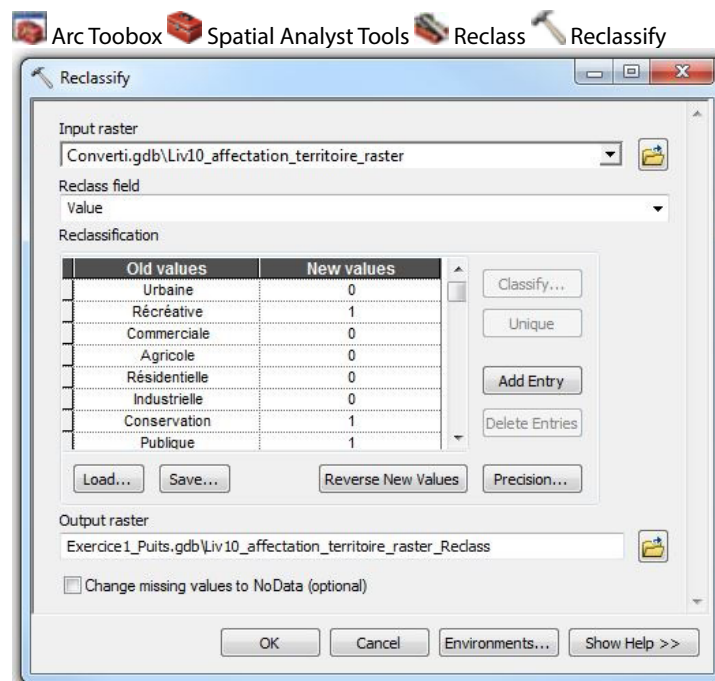 Arc Toobox Spatial Analyst Tools Reclass Reclassify
Reclassify
Input raster
Converti.gdb\Liv10_affectation_territoire_raster
Reclass field
Value
Reclassification
Old values New values
Urbaine 0
Récréative 1
Commerciale 0
Agricole 0
Résidentielle 0
Industrielle 0
Conservation 1
Publique 1
Classify...
Unique
Add Entry
Delete Entries
Load... Save... Reverse New Values Precision...
Output raster
Exercice1_Puits.gdb\Liv10_affectation_territoire_raster_Reclass
Change missing values to NoData (optional)
OK Cancel Environments... Show Help >>